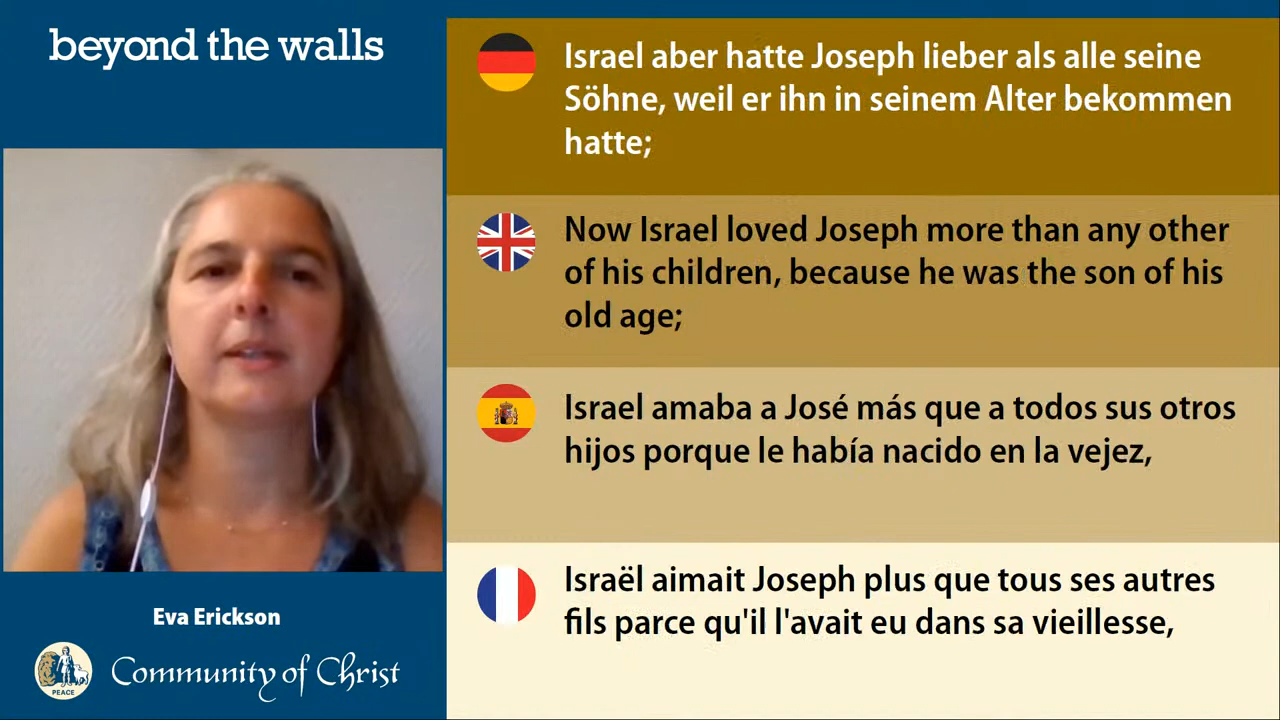 beyond the walls
Israel aber hatte Joseph lieber als alle seine
Söhne, weil er ihn in seinem Alter bekommen
hatte;
Now Israel loved Joseph more than any other
of his children, because he was the son of his
old age;
Israel amaba a José más que a todos sus otros
hijos porque le había nacido en la vejez,
Israël aimait Joseph plus que tous ses autres
fils parce qu'il l'avait eu dans sa vieillesse,
Eva Erickson
PEACE
Community of Christ